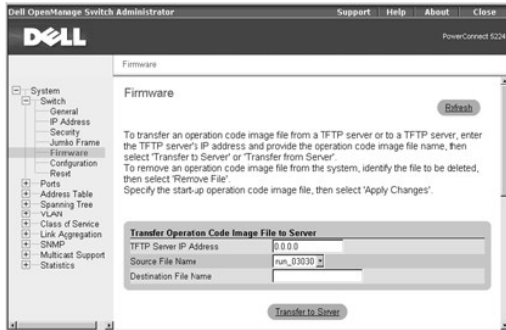 Dell OpenManage Switch Administrator
Support Help About Close
DELL
PowerConnect 5224
Firmware
System
Switch
General
IP Address
Security
Jumbo Frame
Firmware
Configuration
Reset
Ports
Address Table
Spanning Tree
VLAN
Class of Service
Link Aggregation
SNMP
Multicast Support
Statistics
Firmware
Refresh
To transfer an operation code image file from a TFTP server or to a TFTP server, enter
the TFTP server's IP address and provide the operation code image file name, then
select 'Transfer to Server' or 'Transfer from Server'.
To remove an operation code image file from the system, identify the file to be deleted,
then select 'Remove File'.
Specify the start-up operation code image file, then select 'Apply Changes'.
Transfer Operation Code Image File to Server
TFTP Server IP Address 0.0.0.0
Source File Name run_03030
Destination File Name
Transfer to Server